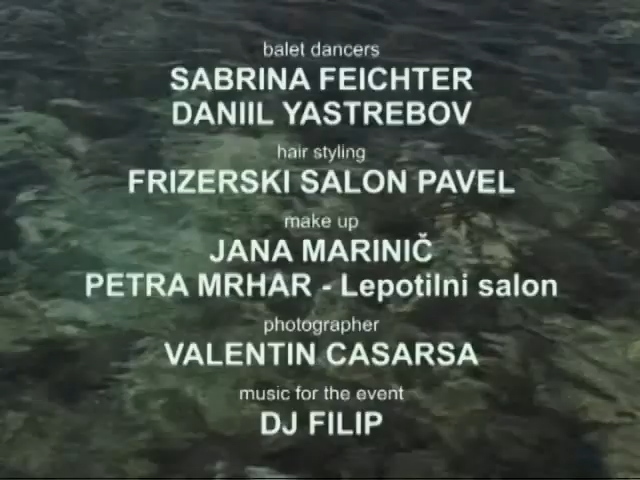 balet dancers
SABRINA FEICHTER
DANIIL YASTREBOV
hair styling
FRIZERSKI SALON PAVEL
make up
JANA MARINIČ
PETRA MRHAR - Lepotilni salon
photographer
VALENTIN CASARSA
music for the event
DJ FILIP